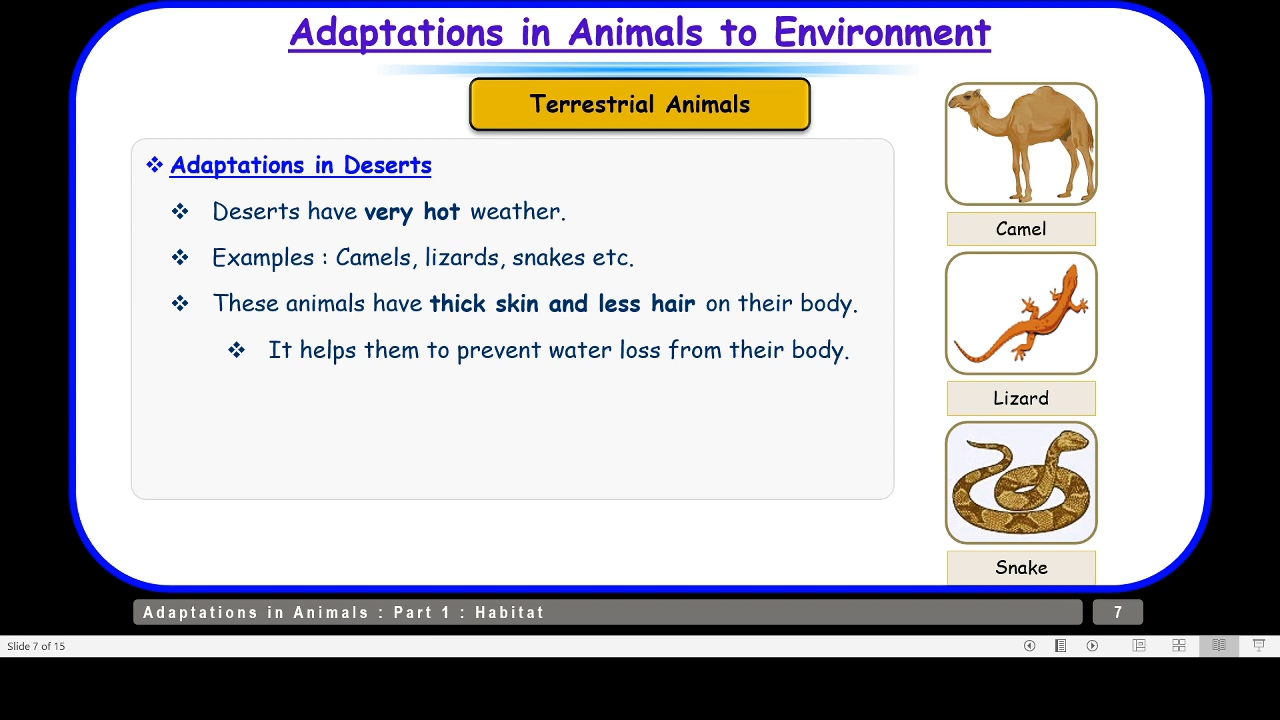 Adaptations in Animals to Environment
Terrestrial Animals
Adaptations in Deserts
Deserts have very hot weather.
Examples : Camels, lizards, snakes etc.
These animals have thick skin and less hair on their body.
It helps them to prevent water loss from their body.
Camel
Lizard
Snake
Adaptations in Animals : Part 1 : Habitat
7
Slide 7 of 15